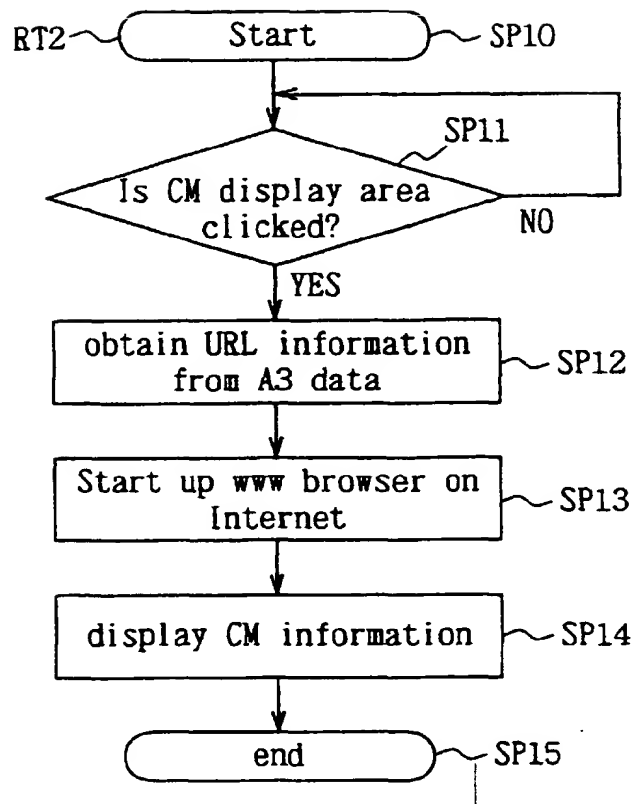 RT2
Start
SP10
SP11
Is CM display area
clicked?
NO
YES
obtain URL information
from A3 data
SP12
Start up www browser on
Internet
SP13
display CM information
SP14
end
SP15